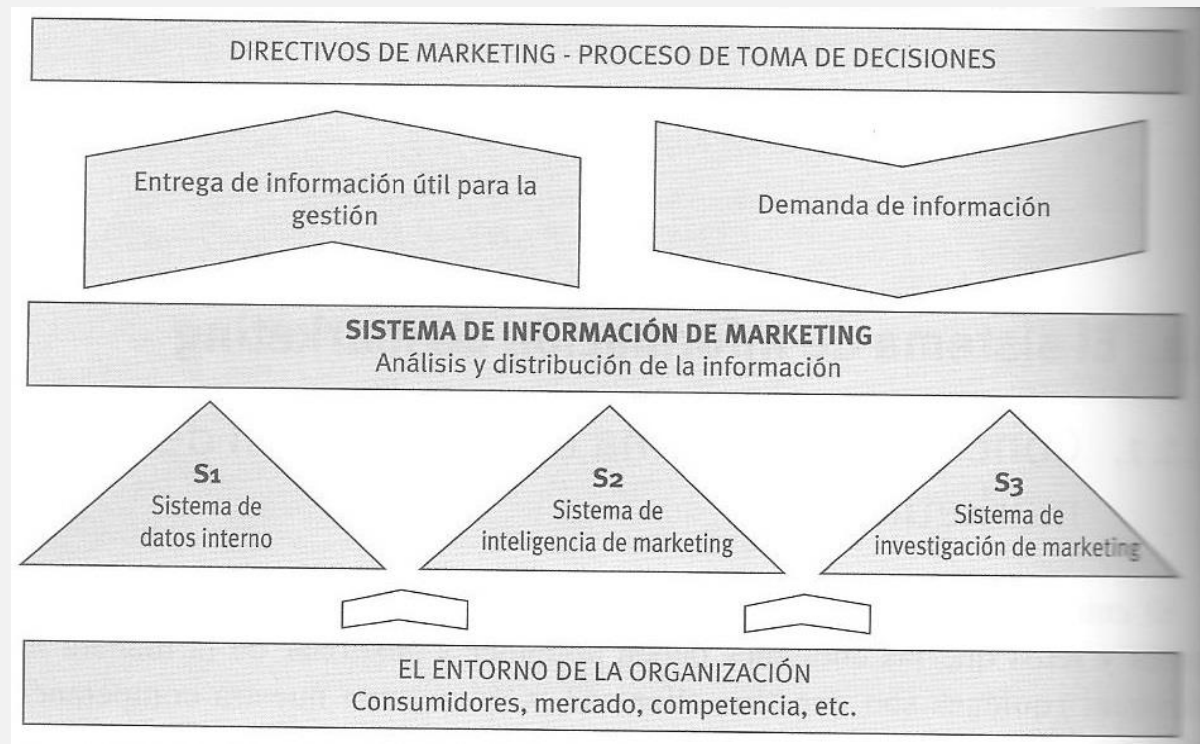 DIRECTIVOS DE MARKETING - PROCESO DE TOMA DE DECISIONES
Entrega de información útil para la
gestión
Demanda de información
SISTEMA DE INFORMACIÓN DE MARKETING
Análisis y distribución de la información
S1
Sistema de
datos interno
S2
Sistema de
inteligencia de marketing
S3
Sistema de
investigación de marketing
EL ENTORNO DE LA ORGANIZACIÓN
Consumidores, mercado, competencia, etc.